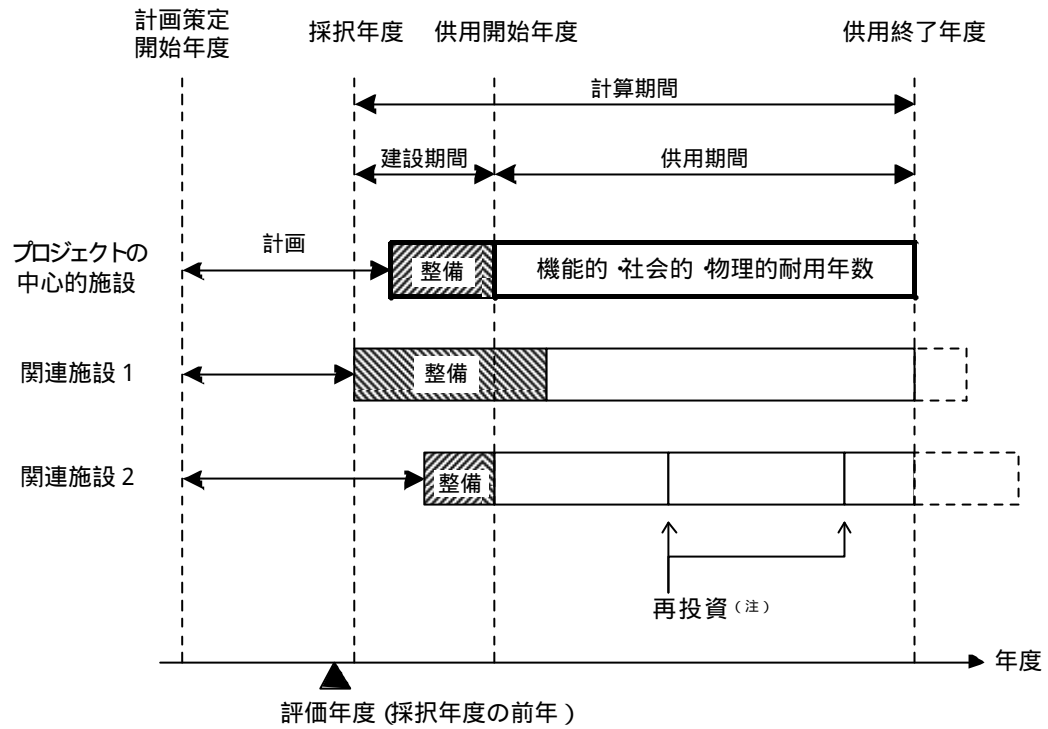 計画策定
開始年度
採択年度
供用開始年度
供用終了年度
計算期間
建設期間
供用期間
プロジェクトの
中心的施設
計画
整備
機能的・社会的・物理的耐用年数
関連施設1
整備
関連施設2
整備
再投資(注)
年度
評価年度(採択年度の前年)